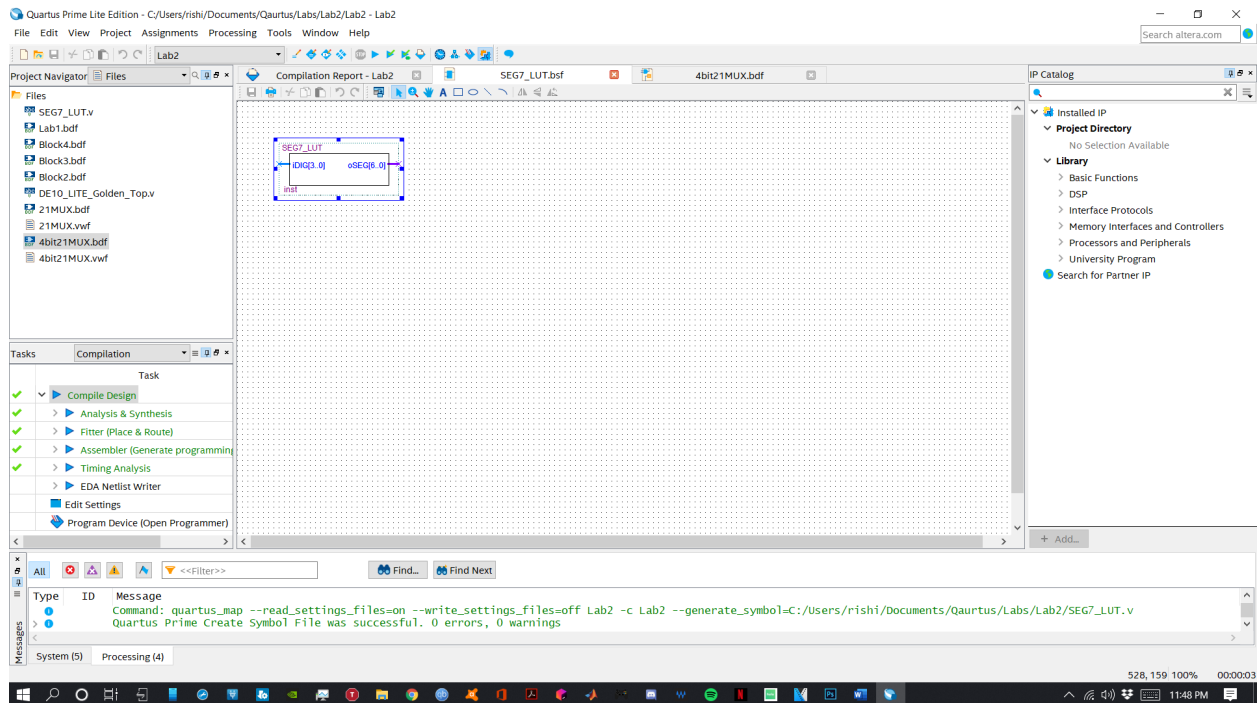 Quartus Prime Lite Edition - C:/Users/rishi/Documents/Qaurtus/Labs/Lab2/Lab2 - Lab2
File Edit View Project Assignments Processing Tools Window Help
Search altera.com
Lab2
Project Navigator Files
Compilation Report - Lab2
SEG7_LUT.bsf
4bit21MUX.bdf
IP Catalog
Files
SEG7_LUT.v
Lab1.bdf
Block4.bdf
Block3.bdf
Block2.bdf
DE10_LITE_Golden_Top.v
21MUX.bdf
21MUX.vwf
4bit21MUX.bdf
4bit21MUX.vwf
SEG7_LUT
iDIG[3..0] oSEG[6..0]
inst
Installed IP
Project Directory
No Selection Available
Library
Basic Functions
DSP
Interface Protocols
Memory Interfaces and Controllers
Processors and Peripherals
University Program
Search for Partner IP
+ Add...
Tasks Compilation
Task
Compile Design
Analysis & Synthesis
Fitter (Place & Route)
Assembler (Generate programming
Timing Analysis
EDA Netlist Writer
Edit Settings
Program Device (Open Programmer)
All <<Filter>> Find... Find Next
Type ID Message
Command: quartus_map --read_settings_files=on --write_settings_files=off Lab2 -c Lab2 --generate_symbol=C:/Users/rishi/Documents/Qaurtus/Labs/Lab2/SEG7_LUT.v
Quartus Prime Create Symbol File was successful. 0 errors, 0 warnings
Messages
System (5) Processing (4)
528, 159 100% 00:00:03
11:48 PM